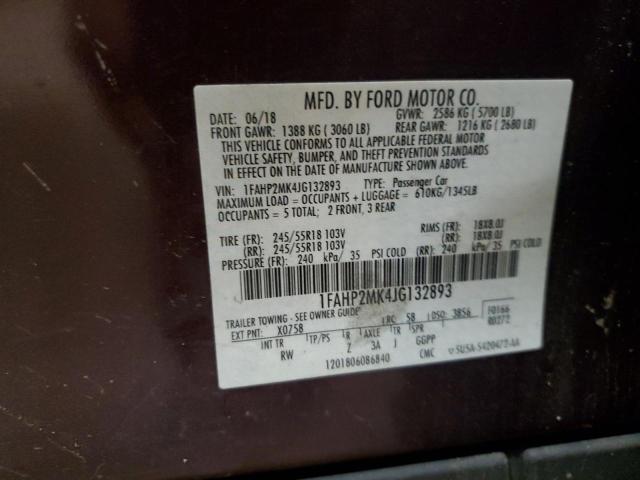 MFD. BY FORD MOTOR CO.
DATE: 06/18 GVWR: 2586 KG ( 5700 LB)
FRONT GAWR: 1388 KG ( 3060 LB) REAR GAWR: 1216 KG ( 2680 LB)
THIS VEHICLE CONFORMS TO ALL APPLICABLE FEDERAL MOTOR
VEHICLE SAFETY, BUMPER, AND THEFT PREVENTION STANDARDS
IN EFFECT ON THE DATE OF MANUFACTURE SHOWN ABOVE.
VIN: 1FAHP2MK4JG132893 TYPE: Passenger Car
MAXIMUM LOAD = OCCUPANTS + LUGGAGE = 610KG/1345LB
OCCUPANTS = 5 TOTAL; 2 FRONT, 3 REAR
TIRE (FR): 245/55R18 103V RIMS (FR): 18X8.0J
(RR): 245/55R18 103V (RR): 18X8.0J
PRESSURE (FR): 240 kPa/ 35 PSI COLD (RR): 240 kPa/ 35 PSI COLD
1FAHP2MK4JG132893
TRAILER TOWING - SEE OWNER GUIDE F0166
EXT PNT: X0758 RC: 58 DSO: 3856 R0272
INT TR TP/PS R AXLE TR SPR
RW Z 3A J GGPP
1201806086840 CMC